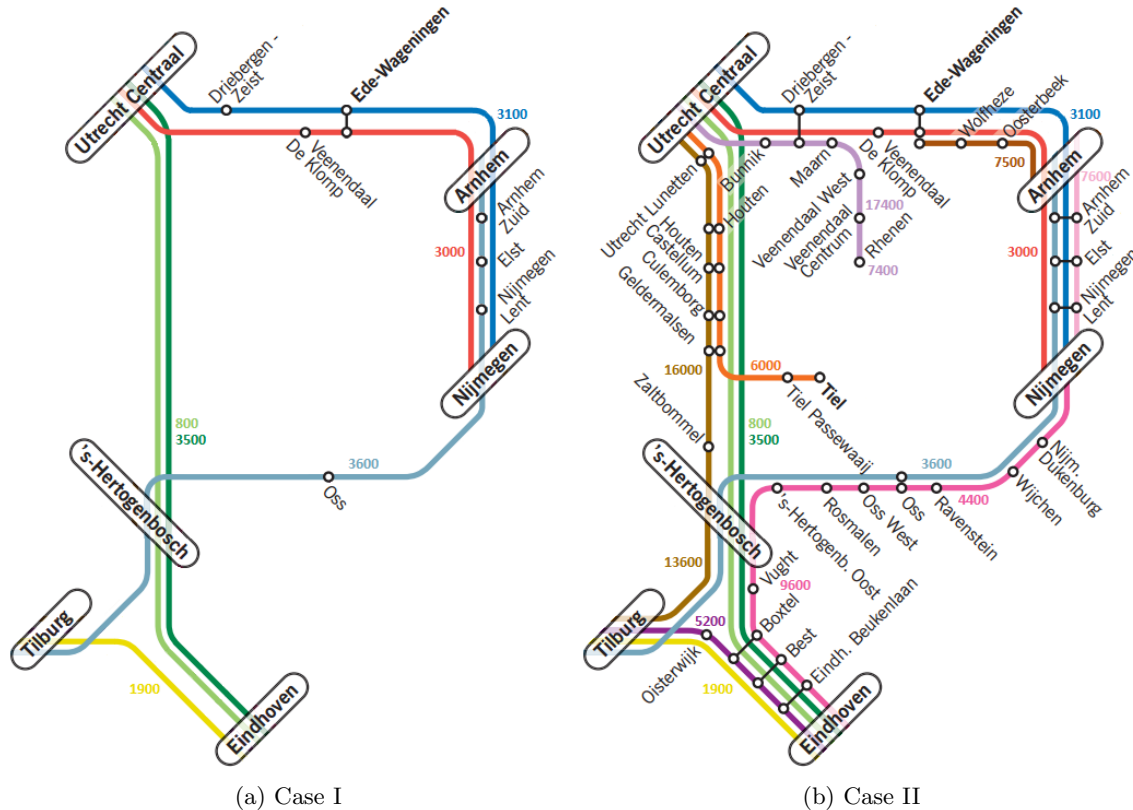 Utrecht Centraal
Driebergen -
Zeist
Ede-Wageningen
3100
Veenendaal
De Klomp
Arnhem
Arnhem
Zuid
3000
Elst
Nijmegen
Lent
Nijmegen
800
3500
's-Hertogenbosch
3600
Oss
Tilburg
1900
Eindhoven
(a) Case I
Utrecht Centraal
Driebergen -
Zeist
Ede-Wageningen
Wolfheze
Oosterbeek
3100
7500
Utrecht Lunetten
Bunnik
Maarn
Veenendaal
De Klomp
Arnhem
7600
Houten
Veenendaal West
17400
Arnhem
Zuid
Houten
Castellum
Veenendaal
Centrum
Rhenen
7400
3000
Elst
Culemborg
Geldermalsen
Nijmegen
Lent
16000
6000
Tiel
Tiel Passewaaij
Nijmegen
Zaltbommel
800
3500
's-Hertogenbosch
3600
Nijm.
Dukenburg
Wijchen
4400
's-Hertogenb. Oost
Rosmalen
Oss West
Oss
Ravenstein
13600
Vught
9600
Tilburg
5200
Boxtel
Best
Eindh. Beukenlaan
Oisterwijk
1900
Eindhoven
(b) Case II